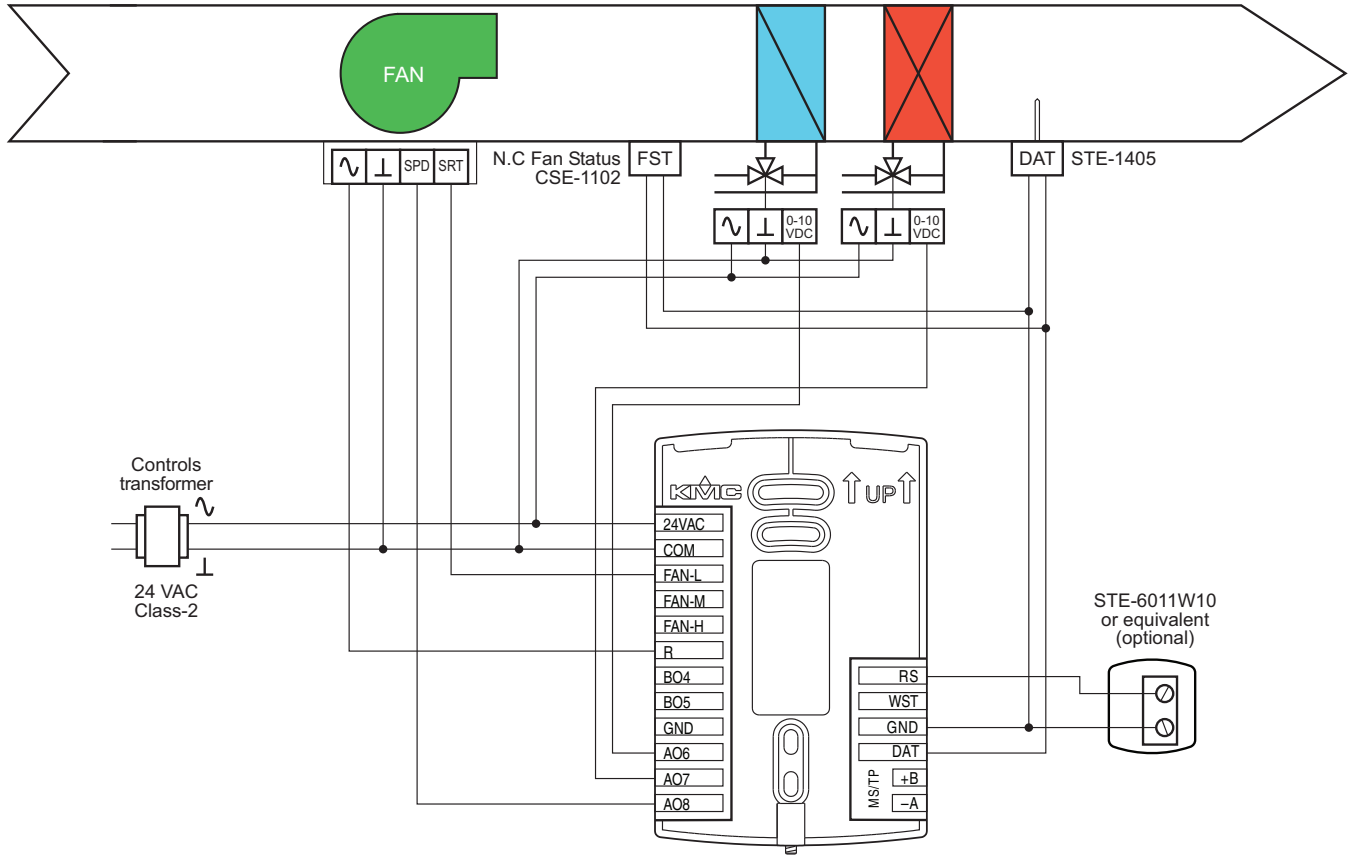 FAN
SPD
SRT
N.C Fan Status
CSE-1102
FST
DAT
STE-1405
0-10
VDC
0-10
VDC
Controls
transformer
24 VAC
Class-2
KMC
UP
24VAC
COM
FAN-L
FAN-M
FAN-H
R
BO4
BO5
GND
AO6
AO7
AO8
RS
WST
GND
DAT
MS/TP
+B
–A
STE-6011W10
or equivalent
(optional)